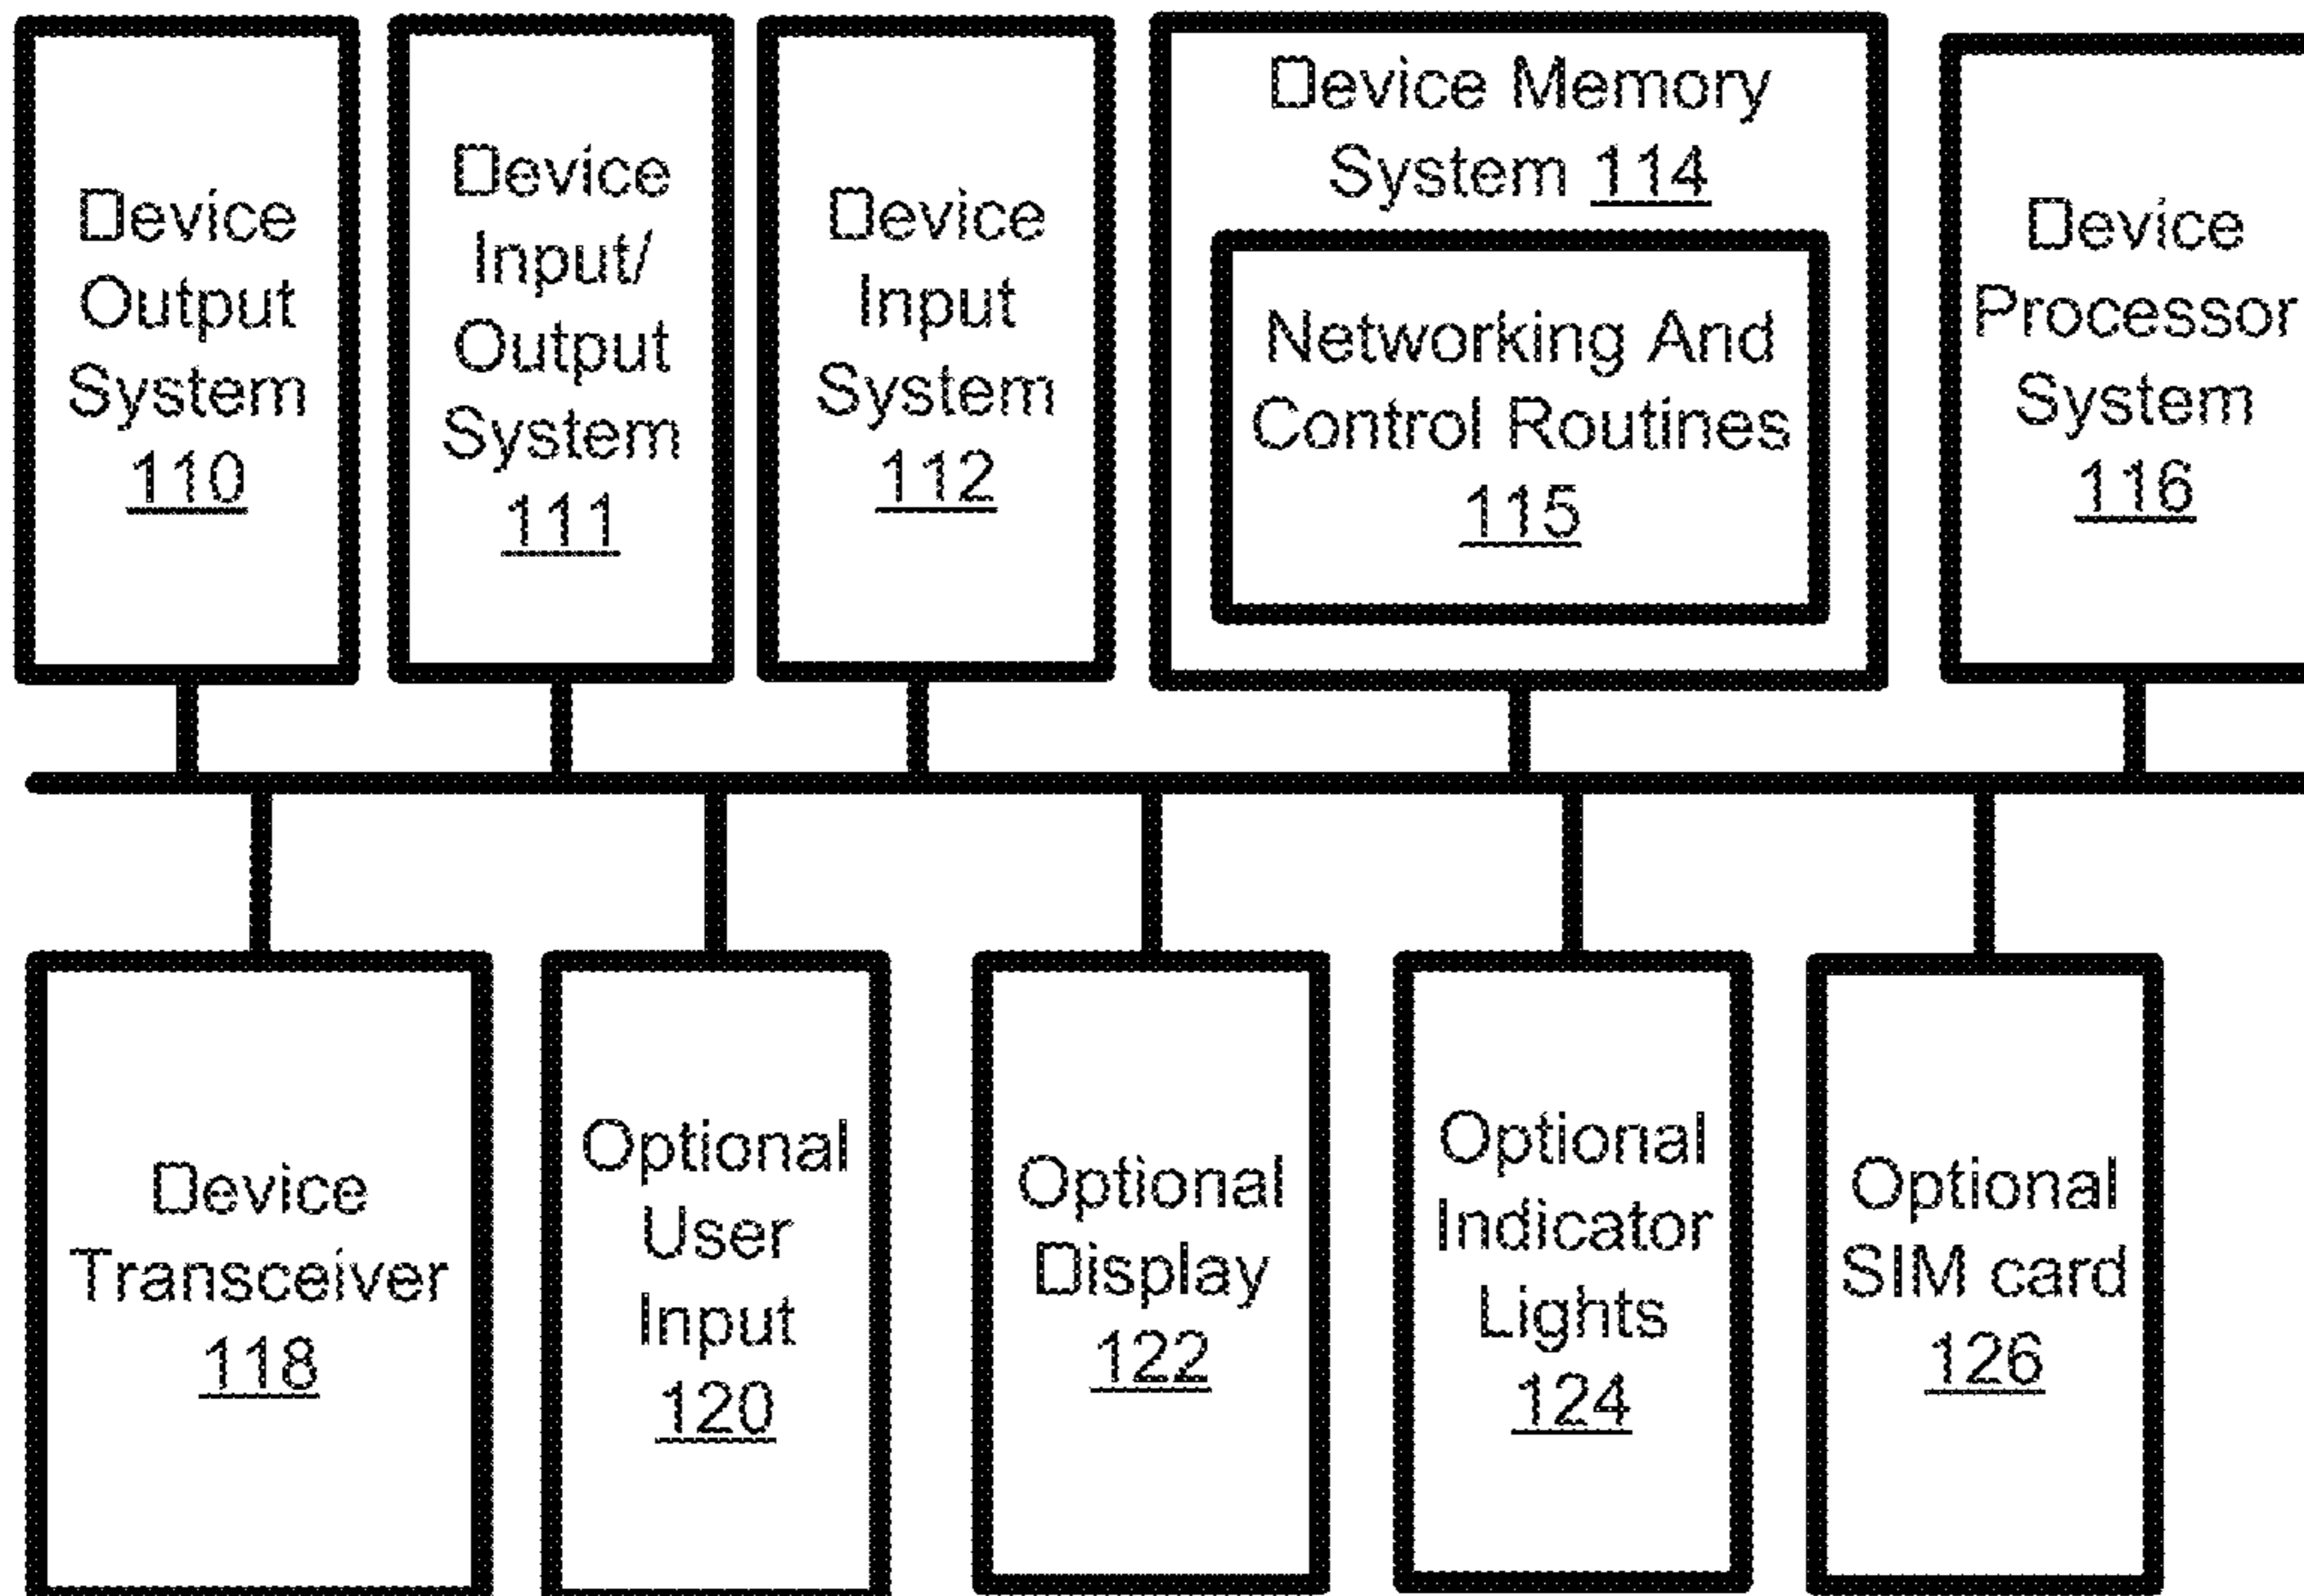 Device
Output
System
110
Device
Input/
Output
System
111
Device
Input
System
112
Device Memory
System 114
Networking And
Control Routines
115
Device
Processor
System
116
Device
Transceiver
118
Optional
User
Input
120
Optional
Display
122
Optional
Indicator
Lights
124
Optional
SIM card
126